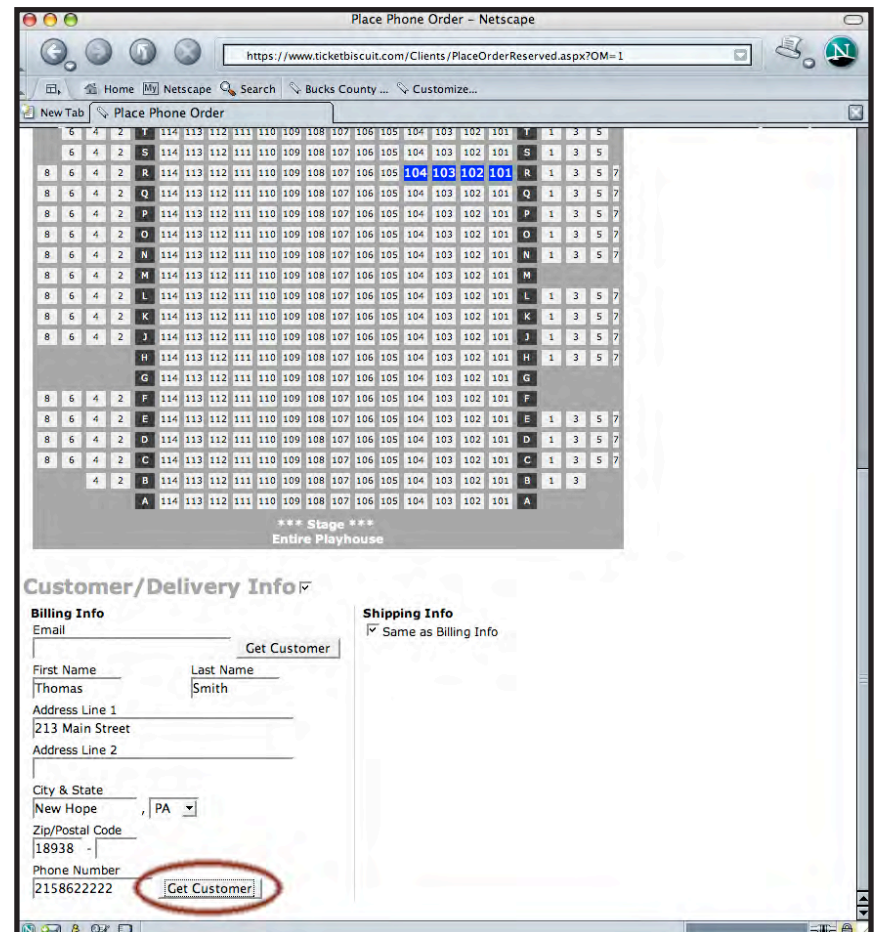 Place Phone Order – Netscape
https://www.ticketbiscuit.com/Clients/PlaceOrderReserved.aspx?OM=1
N
Home My Netscape Search Bucks County ... Customize...
New Tab Place Phone Order
6 4 2 T 114 113 112 111 110 109 108 107 106 105 104 103 102 101 T 1 3 5
6 4 2 S 114 113 112 111 110 109 108 107 106 105 104 103 102 101 S 1 3 5
8 6 4 2 R 114 113 112 111 110 109 108 107 106 105 104 103 102 101 R 1 3 5 7
8 6 4 2 Q 114 113 112 111 110 109 108 107 106 105 104 103 102 101 Q 1 3 5 7
8 6 4 2 P 114 113 112 111 110 109 108 107 106 105 104 103 102 101 P 1 3 5 7
8 6 4 2 O 114 113 112 111 110 109 108 107 106 105 104 103 102 101 O 1 3 5 7
8 6 4 2 N 114 113 112 111 110 109 108 107 106 105 104 103 102 101 N 1 3 5 7
8 6 4 2 M 114 113 112 111 110 109 108 107 106 105 104 103 102 101 M
8 6 4 2 L 114 113 112 111 110 109 108 107 106 105 104 103 102 101 L 1 3 5 7
8 6 4 2 K 114 113 112 111 110 109 108 107 106 105 104 103 102 101 K 1 3 5 7
8 6 4 2 J 114 113 112 111 110 109 108 107 106 105 104 103 102 101 J 1 3 5 7
H 114 113 112 111 110 109 108 107 106 105 104 103 102 101 H 1 3 5 7
G 114 113 112 111 110 109 108 107 106 105 104 103 102 101 G
8 6 4 2 F 114 113 112 111 110 109 108 107 106 105 104 103 102 101 F
8 6 4 2 E 114 113 112 111 110 109 108 107 106 105 104 103 102 101 E 1 3 5 7
8 6 4 2 D 114 113 112 111 110 109 108 107 106 105 104 103 102 101 D 1 3 5 7
8 6 4 2 C 114 113 112 111 110 109 108 107 106 105 104 103 102 101 C 1 3 5 7
4 2 B 114 113 112 111 110 109 108 107 106 105 104 103 102 101 B 1 3
A 114 113 112 111 110 109 108 107 106 105 104 103 102 101 A
*** Stage ***
Entire Playhouse
Customer/Delivery Info
Billing Info
Email
Get Customer
First Name Last Name
Thomas Smith
Address Line 1
213 Main Street
Address Line 2
City & State
New Hope , PA
Zip/Postal Code
18938 -
Phone Number
2158622222 Get Customer
Shipping Info
Same as Billing Info